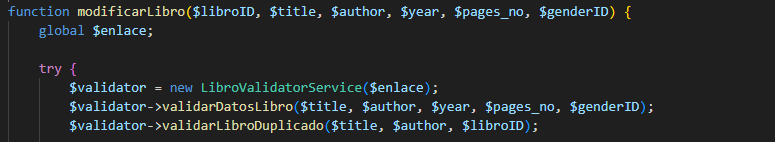 function modificarLibro($libroID, $title, $author, $year, $pages_no, $genderID) {
global $enlace;
try {
$validator = new LibroValidatorService($enlace);
$validator->validarDatosLibro($title, $author, $year, $pages_no, $genderID);
$validator->validarLibroDuplicado($title, $author, $libroID);